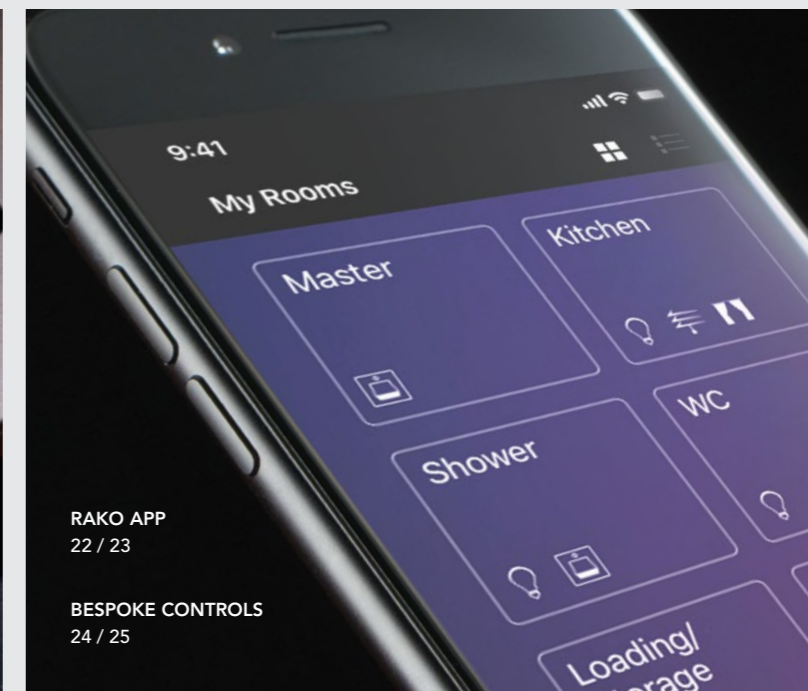 9:41
My Rooms
Master
Kitchen
Shower
WC
Loading/
RAKO APP
22 / 23
BESPOKE CONTROLS
24 / 25